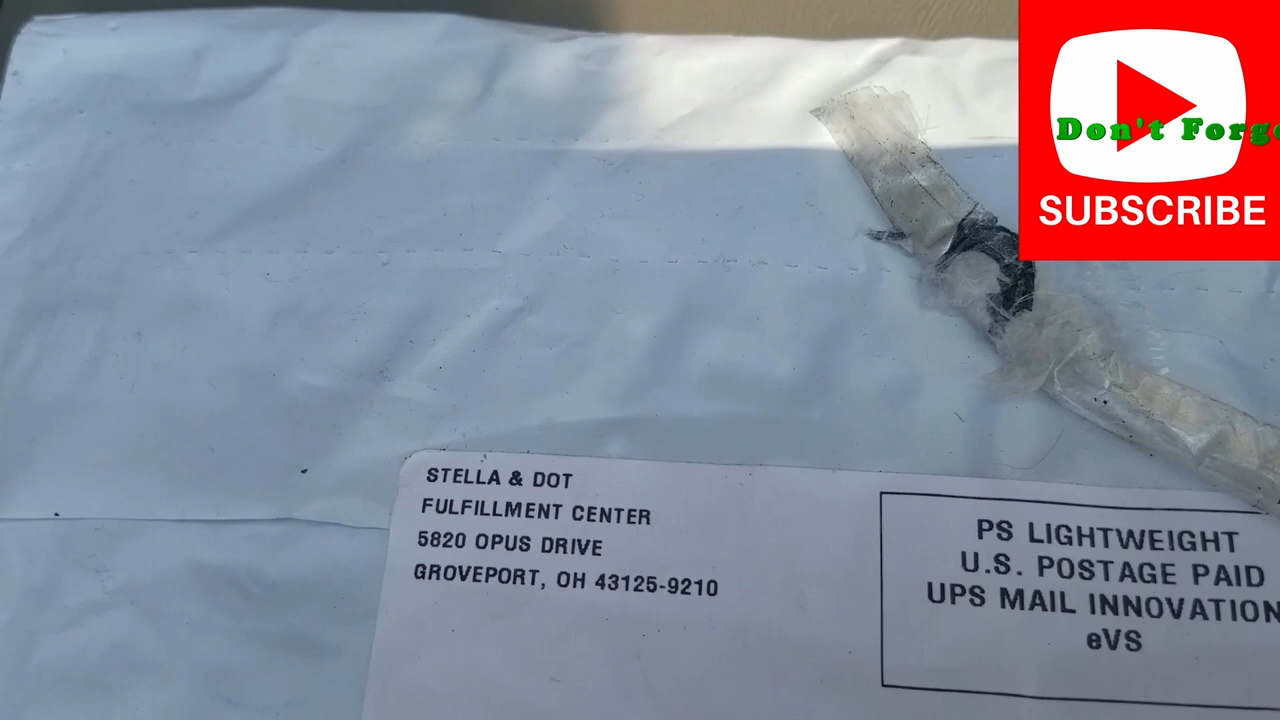 Don't Forge
SUBSCRIBE
STELLA & DOT
FULFILLMENT CENTER
5820 OPUS DRIVE
GROVEPORT, OH 43125-9210
PS LIGHTWEIGHT
U.S. POSTAGE PAID
UPS MAIL INNOVATION
eVS